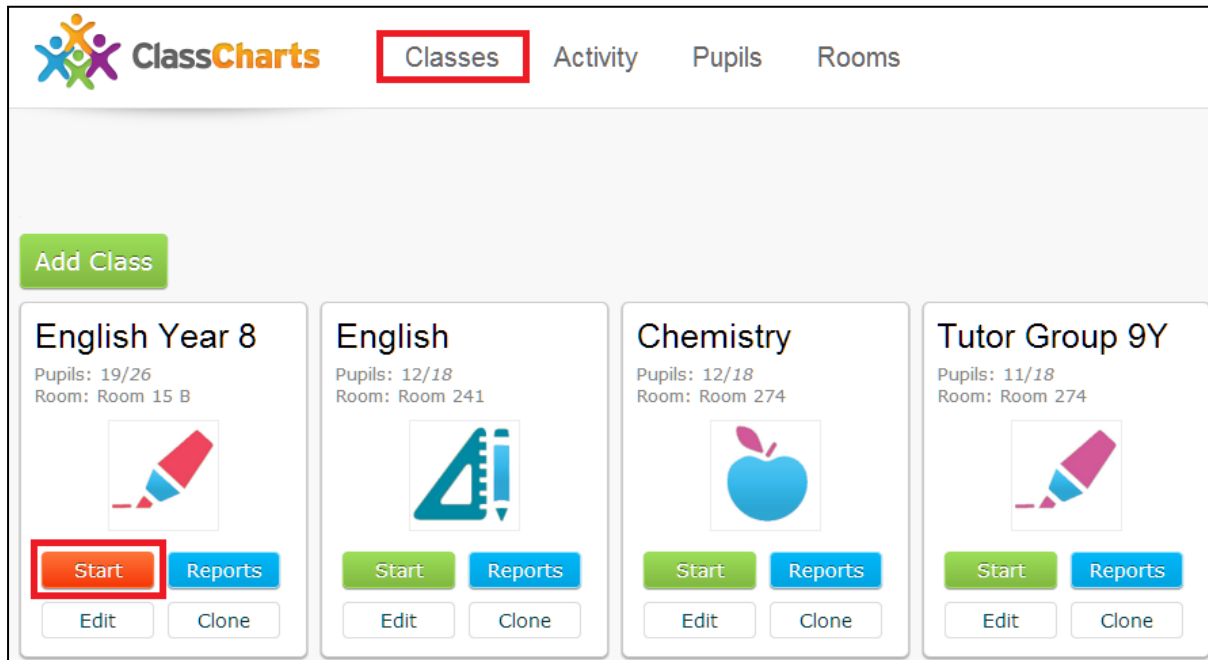 ClassCharts Classes Activity Pupils Rooms
Add Class
English Year 8
Pupils: 19/26
Room: Room 15 B
Start Reports
Edit Clone
English
Pupils: 12/18
Room: Room 241
Start Reports
Edit Clone
Chemistry
Pupils: 12/18
Room: Room 274
Start Reports
Edit Clone
Tutor Group 9Y
Pupils: 11/18
Room: Room 274
Start Reports
Edit Clone